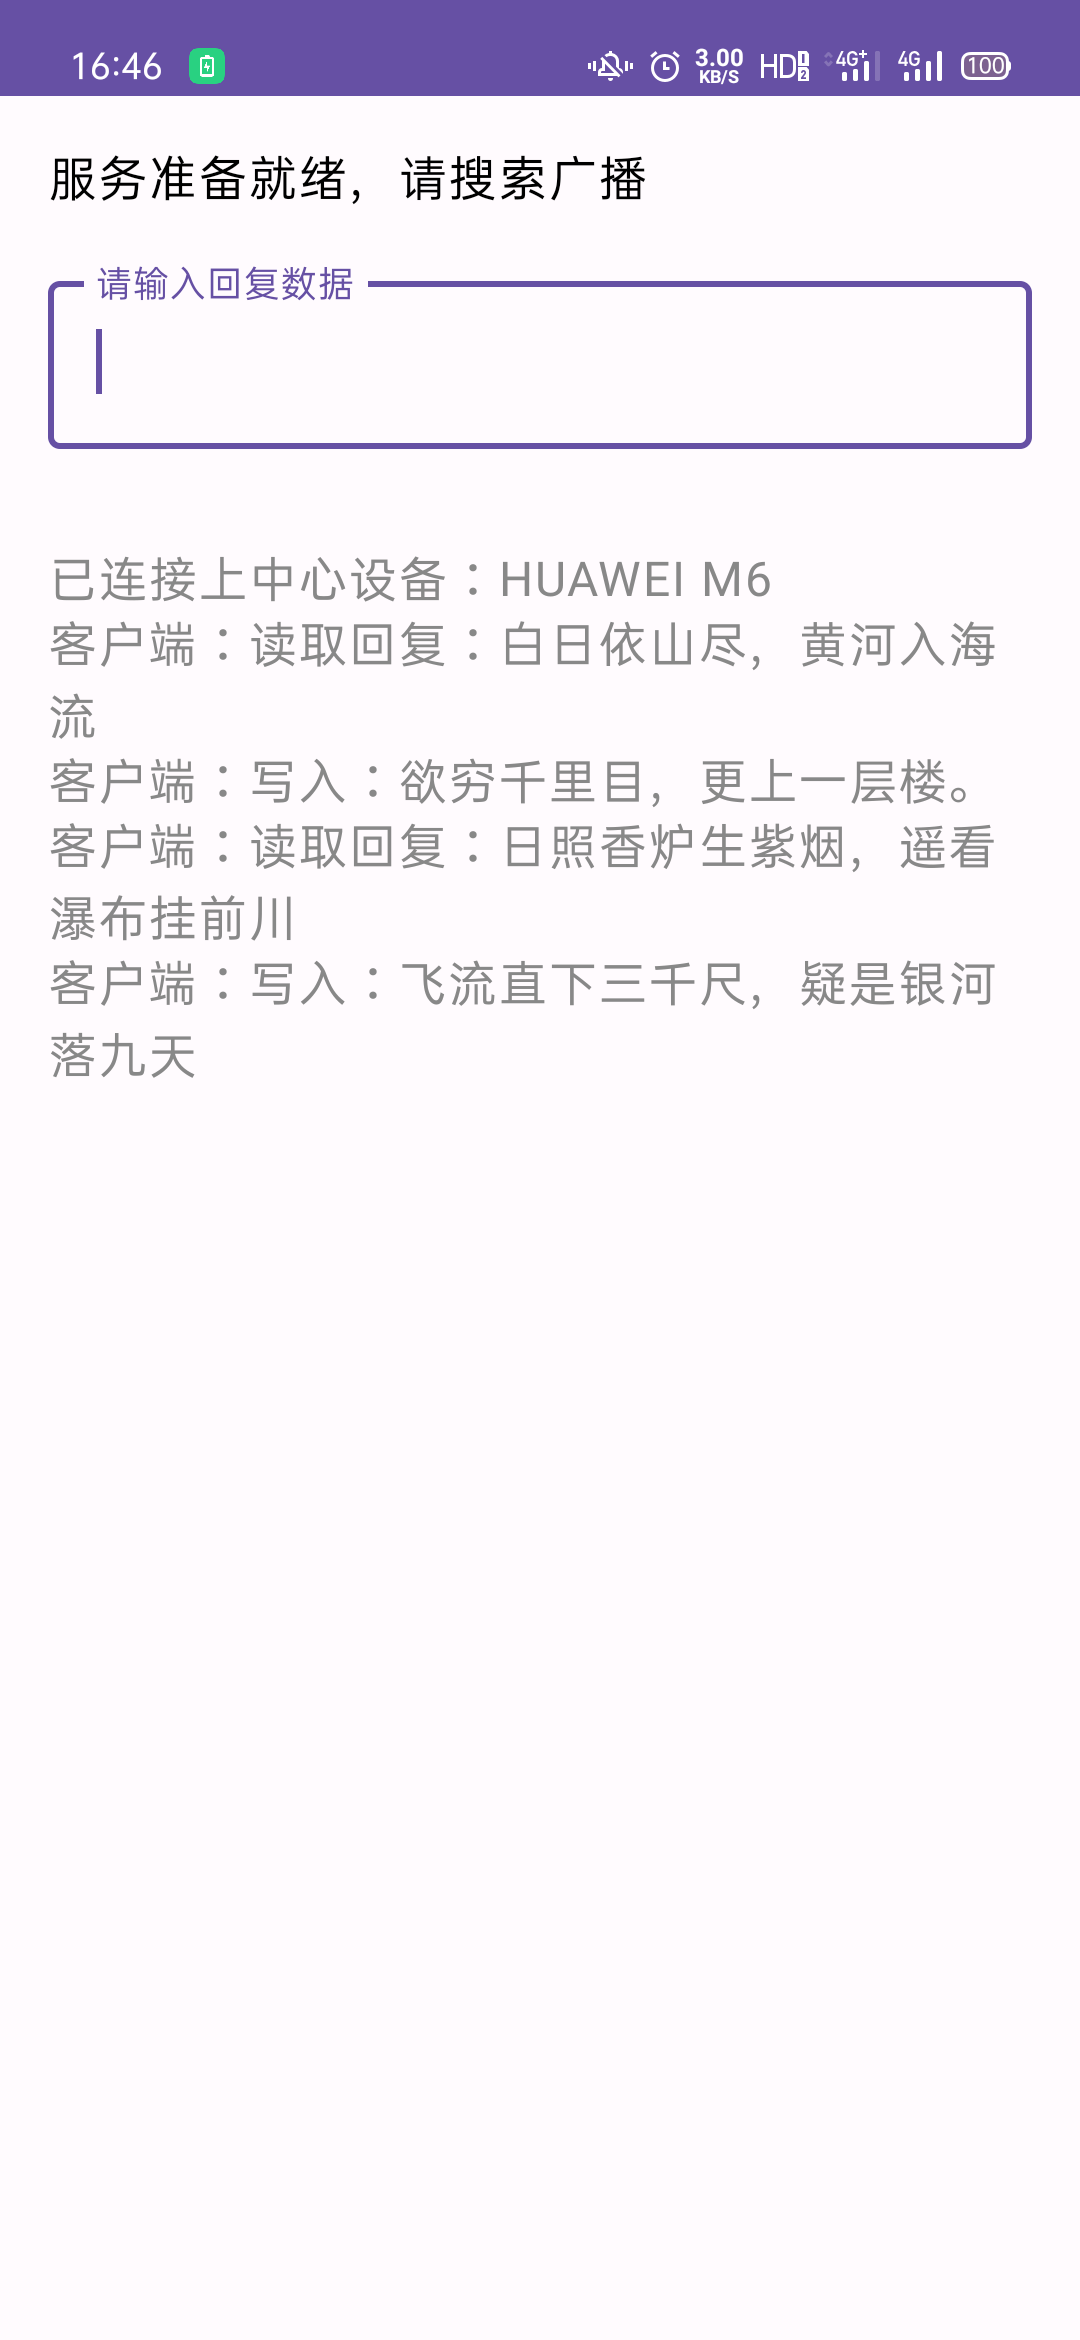 16:46
3.00
KB/S
HD 1 2
4G+
4G
100
服务准备就绪，请搜索广播
请输入回复数据
已连接上中心设备：HUAWEI M6
客户端：读取回复：白日依山尽，黄河入海
流
客户端：写入：欲穷千里目，更上一层楼。
客户端：读取回复：日照香炉生紫烟，遥看
瀑布挂前川
客户端：写入：飞流直下三千尺，疑是银河
落九天